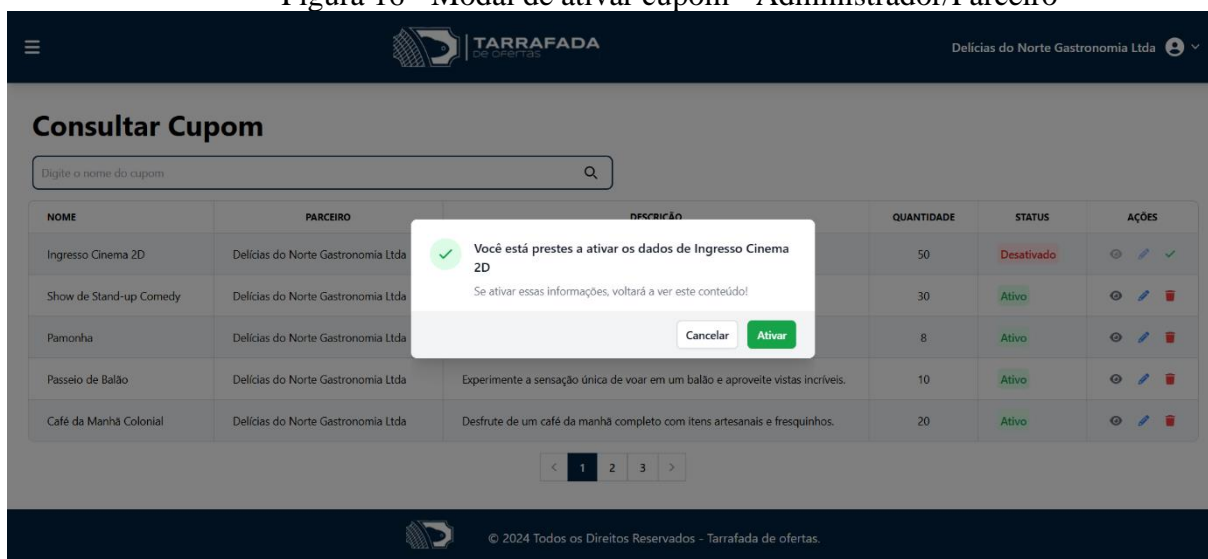 Figura 16 - Modal de ativar cupom - Administrador/Parceiro
TARRAFADA
DE OFERTAS
Delícias do Norte Gastronomia Ltda
Consultar Cupom
Digite o nome do cupom
NOME PARCEIRO DESCRIÇÃO QUANTIDADE STATUS AÇÕES
Ingresso Cinema 2D Delícias do Norte Gastronomia Ltda 50 Desativado
Show de Stand-up Comedy Delícias do Norte Gastronomia Ltda 30 Ativo
Pamonha Delícias do Norte Gastronomia Ltda 8 Ativo
Passeio de Balão Delícias do Norte Gastronomia Ltda Experimente a sensação única de voar em um balão e aproveite vistas incríveis. 10 Ativo
Café da Manhã Colonial Delícias do Norte Gastronomia Ltda Desfrute de um café da manhã completo com itens artesanais e fresquinhos. 20 Ativo
Você está prestes a ativar os dados de Ingresso Cinema
2D
Se ativar essas informações, voltará a ver este conteúdo!
Cancelar Ativar
< 1 2 3 >
© 2024 Todos os Direitos Reservados - Tarrafada de ofertas.